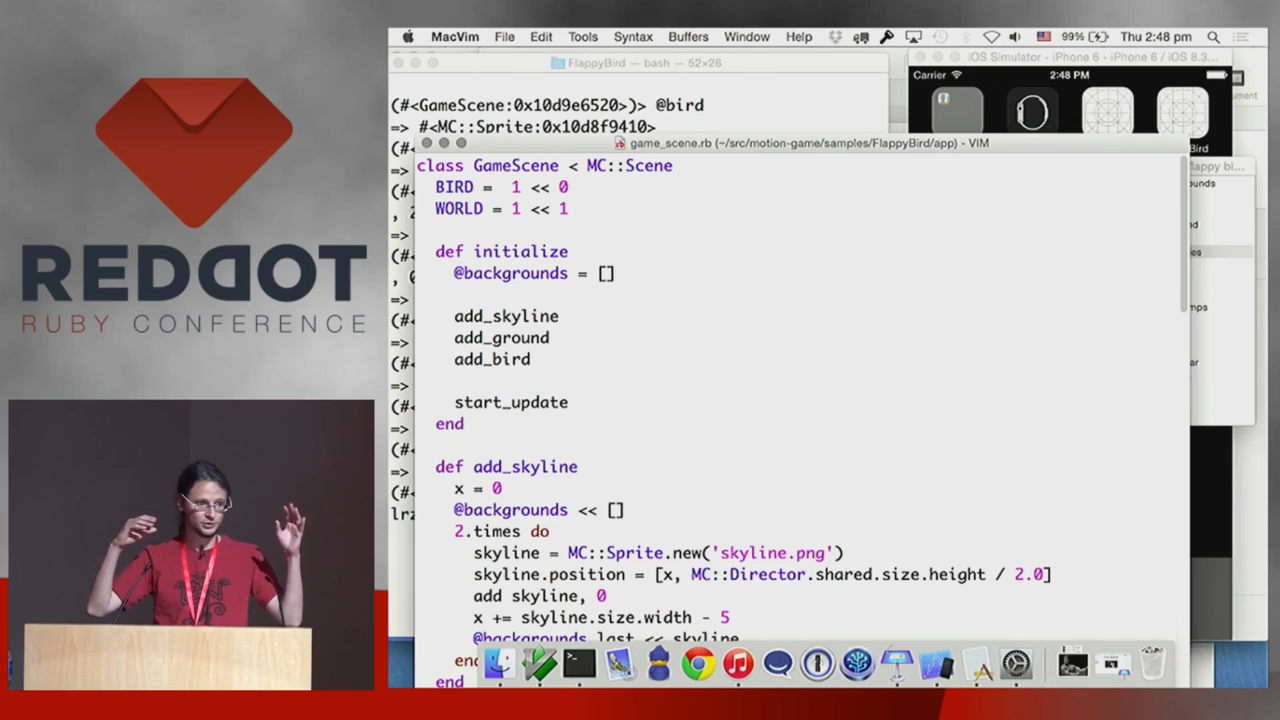 REDDOT
RUBY CONFERENCE
MacVim File Edit Tools Syntax Buffers Window Help 99% Thu 2:48 pm
FlappyBird — bash — 52×26
iOS Simulator - iPhone 6 - iPhone 6 / iOS 8.3...
Carrier 2:48 PM
(#<GameScene:0x10d9e6520>)> @bird
=> #<MC::Sprite:0x10d8f9410>
game_scene.rb (~/src/motion-game/samples/FlappyBird/app) - VIM
class GameScene < MC::Scene
BIRD = 1 << 0
WORLD = 1 << 1
def initialize
@backgrounds = []
add_skyline
add_ground
add_bird
start_update
end
def add_skyline
x = 0
@backgrounds << []
2.times do
skyline = MC::Sprite.new('skyline.png')
skyline.position = [x, MC::Director.shared.size.height / 2.0]
add skyline, 0
x += skyline.size.width - 5
@backgrounds.last << skyline
end